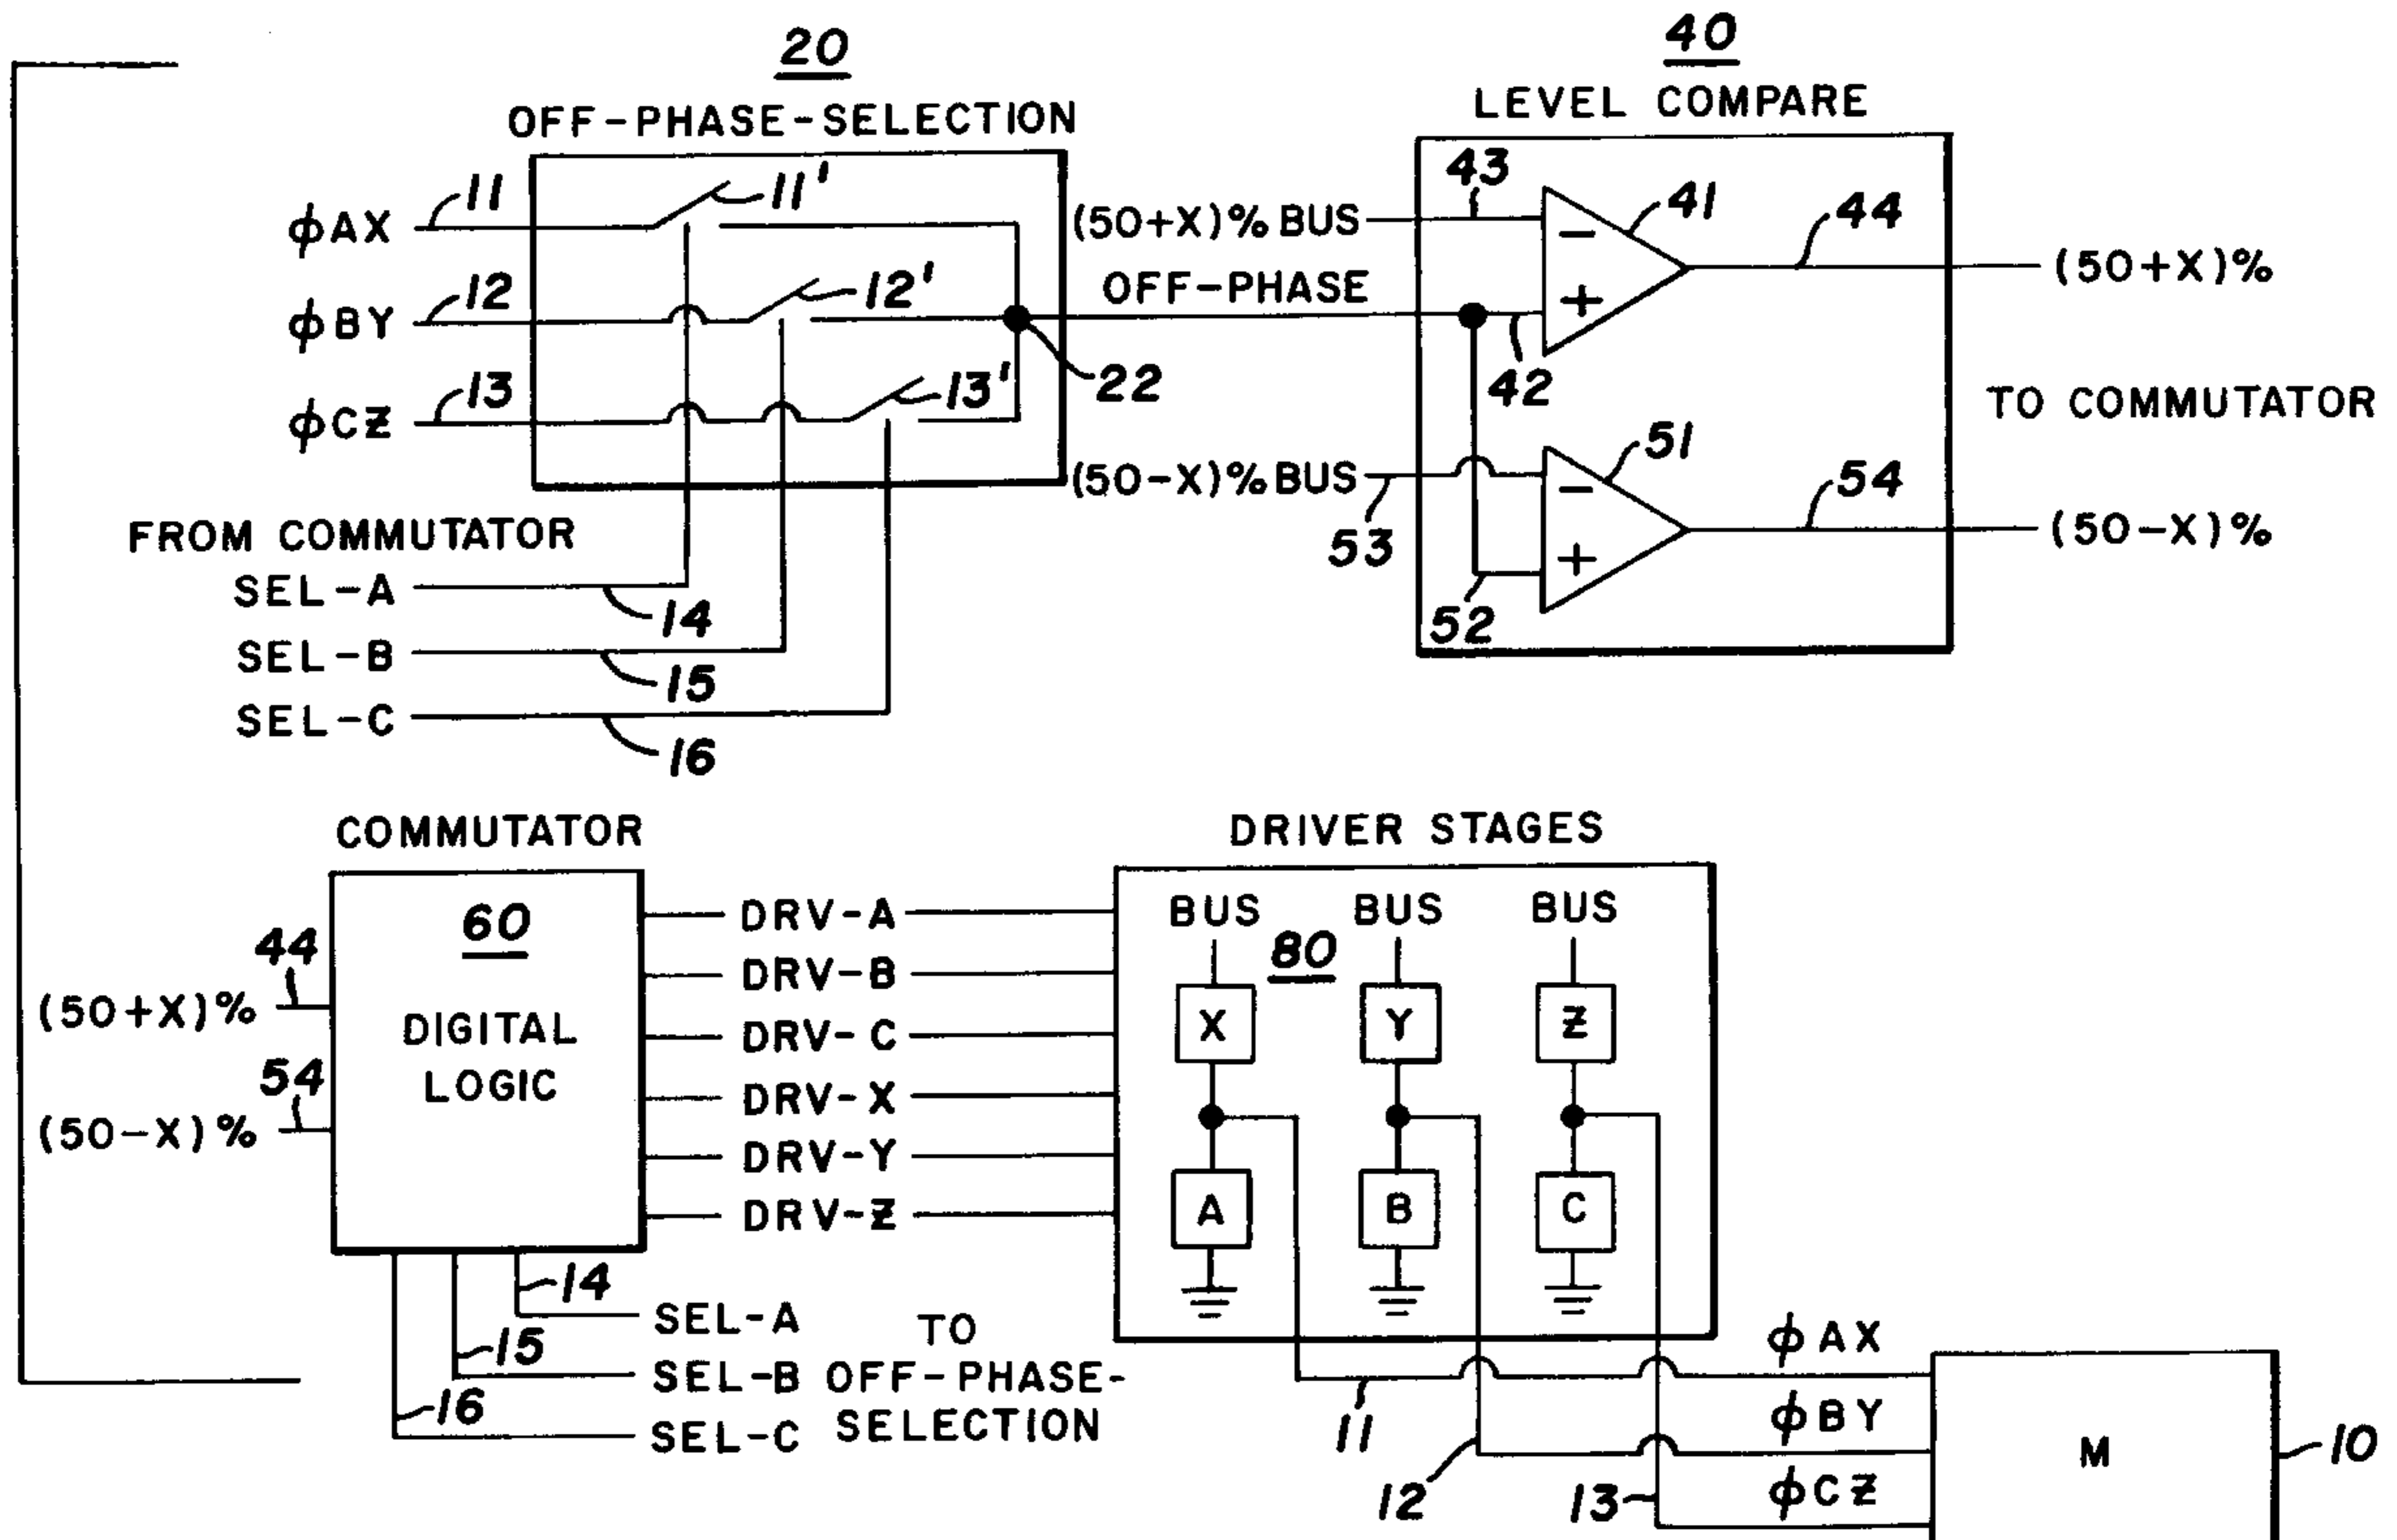 20
OFF-PHASE-SELECTION
ϕAX
11
11'
ϕBY
12
12'
ϕCZ
13
13'
22
FROM COMMUTATOR
SEL-A
14
SEL-B
15
SEL-C
16
40
LEVEL COMPARE
(50+X)% BUS
43
41
44
(50+X)%
OFF-PHASE
42
TO COMMUTATOR
(50-X)% BUS
53
51
54
(50-X)%
52
−
+
−
+
COMMUTATOR
60
DIGITAL
LOGIC
44
(50+X)%
54
(50-X)%
DRV-A
DRV-B
DRV-C
DRV-X
DRV-Y
DRV-Z
14
SEL-A
15
SEL-B
16
SEL-C
TO
OFF-PHASE-
SELECTION
DRIVER STAGES
BUS
BUS
BUS
80
X
Y
Z
A
B
C
11
12
13
ϕAX
ϕBY
ϕCZ
M
10